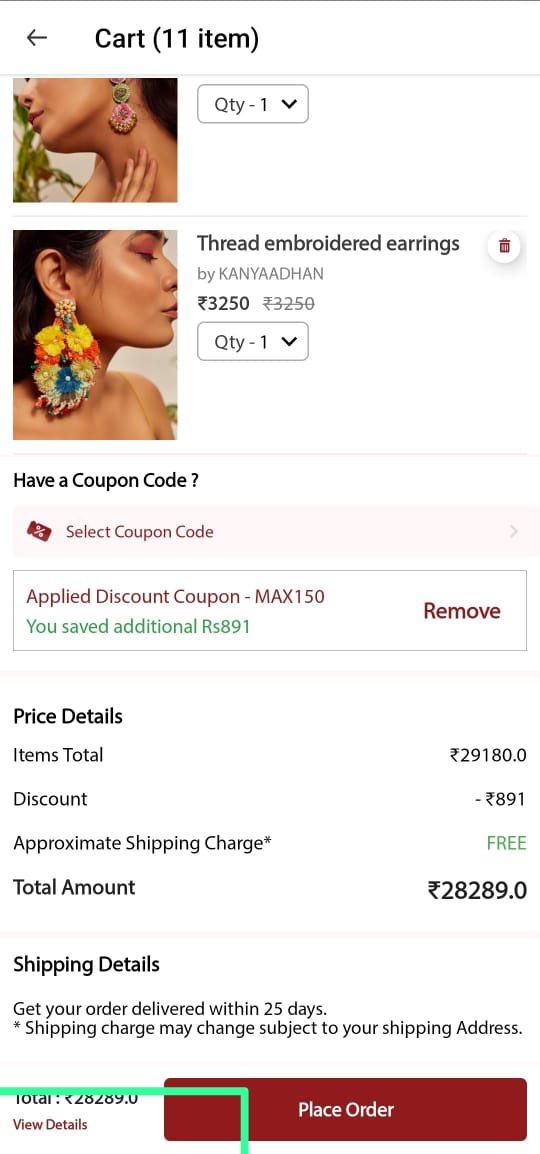 Cart (11 item)
Qty - 1
Thread embroidered earrings
by KANYAADHAN
₹3250 ₹3250
Qty - 1
Have a Coupon Code ?
Select Coupon Code
Applied Discount Coupon - MAX150
You saved additional Rs891
Remove
Price Details
Items Total ₹29180.0
Discount - ₹891
Approximate Shipping Charge* FREE
Total Amount ₹28289.0
Shipping Details
Get your order delivered within 25 days.
* Shipping charge may change subject to your shipping Address.
Total : ₹28289.0
View Details
Place Order